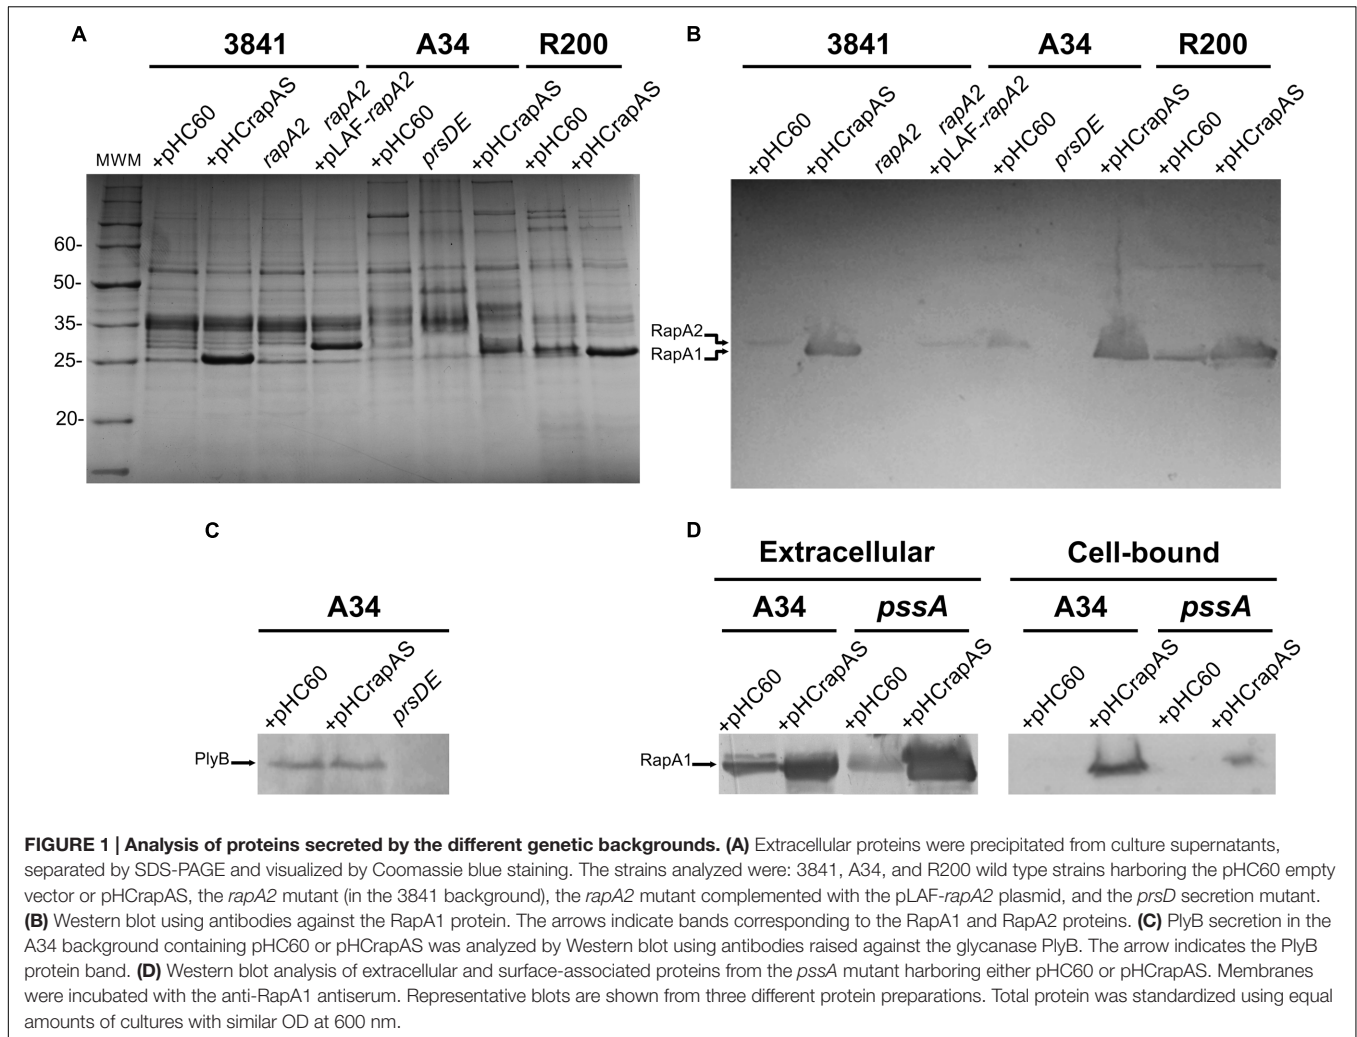 A
3841
A34
R200
MWM
+pHC60
+pHCrapAS
rapA2
rapA2
+pLAF-rapA2
+pHC60
prsDE
+pHCrapAS
+pHC60
+pHCrapAS
60-
50-
35-
25-
20-
B
3841
A34
R200
+pHC60
+pHCrapAS
rapA2
rapA2
+pLAF-rapA2
+pHC60
prsDE
+pHCrapAS
+pHC60
+pHCrapAS
RapA2
RapA1
C
A34
+pHC60
+pHCrapAS
prsDE
PlyB
D
Extracellular
Cell-bound
A34
pssA
A34
pssA
+pHC60
+pHCrapAS
+pHC60
+pHCrapAS
+pHC60
+pHCrapAS
+pHC60
+pHCrapAS
RapA1
FIGURE 1 | Analysis of proteins secreted by the different genetic backgrounds. (A) Extracellular proteins were precipitated from culture supernatants,
separated by SDS-PAGE and visualized by Coomassie blue staining. The strains analyzed were: 3841, A34, and R200 wild type strains harboring the pHC60 empty
vector or pHCrapAS, the rapA2 mutant (in the 3841 background), the rapA2 mutant complemented with the pLAF-rapA2 plasmid, and the prsD secretion mutant.
(B) Western blot using antibodies against the RapA1 protein. The arrows indicate bands corresponding to the RapA1 and RapA2 proteins. (C) PlyB secretion in the
A34 background containing pHC60 or pHCrapAS was analyzed by Western blot using antibodies raised against the glycanase PlyB. The arrow indicates the PlyB
protein band. (D) Western blot analysis of extracellular and surface-associated proteins from the pssA mutant harboring either pHC60 or pHCrapAS. Membranes
were incubated with the anti-RapA1 antiserum. Representative blots are shown from three different protein preparations. Total protein was standardized using equal
amounts of cultures with similar OD at 600 nm.